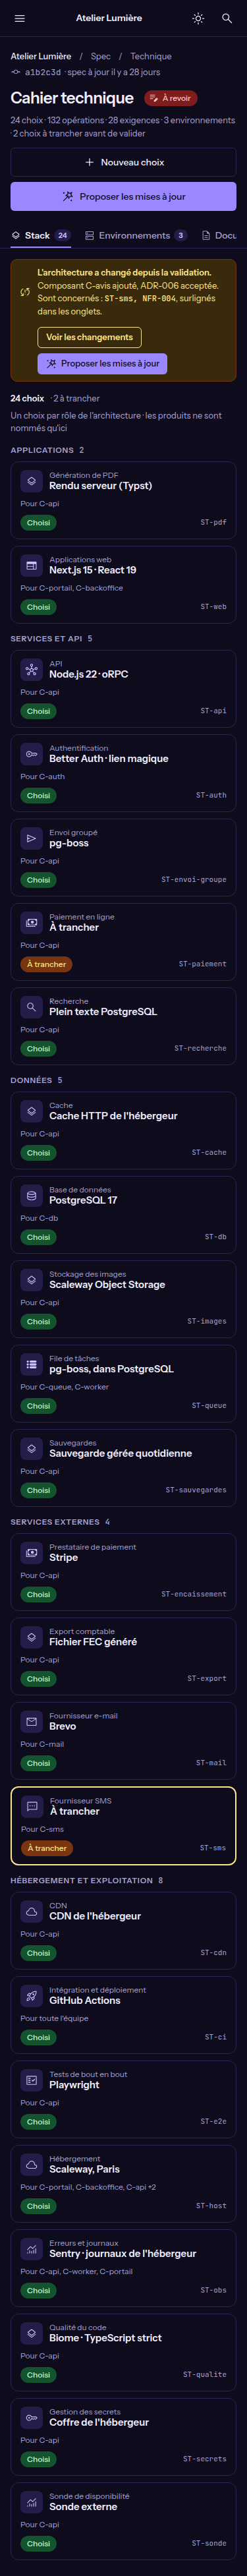 Atelier Lumière
Atelier Lumière / Spec / Technique
a1b2c3d · spec à jour il y a 28 jours
Cahier technique À revoir
24 choix · 132 opérations · 28 exigences · 3 environnements
· 2 choix à trancher avant de valider
Nouveau choix
Proposer les mises à jour
Stack 24 Environnements 3 Docu
L'architecture a changé depuis la validation.
Composant C-avis ajouté, ADR-006 acceptée.
Sont concernés : ST-sms, NFR-004, surlignés
dans les onglets.
Voir les changements
Proposer les mises à jour
24 choix · 2 à trancher
Un choix par rôle de l'architecture : les produits ne sont
nommés qu'ici
APPLICATIONS 2
Génération de PDF
Rendu serveur (Typst)
Pour C-api
Choisi ST-pdf
Applications web
Next.js 15 · React 19
Pour C-portail, C-backoffice
Choisi ST-web
SERVICES ET API 5
API
Node.js 22 · oRPC
Pour C-api
Choisi ST-api
Authentification
Better Auth · lien magique
Pour C-auth
Choisi ST-auth
Envoi groupé
pg-boss
Pour C-api
Choisi ST-envoi-groupe
Paiement en ligne
À trancher
Pour C-api
À trancher ST-paiement
Recherche
Plein texte PostgreSQL
Pour C-api
Choisi ST-recherche
DONNÉES 5
Cache
Cache HTTP de l'hébergeur
Pour C-api
Choisi ST-cache
Base de données
PostgreSQL 17
Pour C-db
Choisi ST-db
Stockage des images
Scaleway Object Storage
Pour C-api
Choisi ST-images
File de tâches
pg-boss, dans PostgreSQL
Pour C-queue, C-worker
Choisi ST-queue
Sauvegardes
Sauvegarde gérée quotidienne
Pour C-api
Choisi ST-sauvegardes
SERVICES EXTERNES 4
Prestataire de paiement
Stripe
Pour C-api
Choisi ST-encaissement
Export comptable
Fichier FEC généré
Pour C-api
Choisi ST-export
Fournisseur e-mail
Brevo
Pour C-mail
Choisi ST-mail
Fournisseur SMS
À trancher
Pour C-sms
À trancher ST-sms
HÉBERGEMENT ET EXPLOITATION 8
CDN
CDN de l'hébergeur
Pour C-api
Choisi ST-cdn
Intégration et déploiement
GitHub Actions
Pour toute l'équipe
Choisi ST-ci
Tests de bout en bout
Playwright
Pour C-api
Choisi ST-e2e
Hébergement
Scaleway, Paris
Pour C-portail, C-backoffice, C-api +2
Choisi ST-host
Erreurs et journaux
Sentry · journaux de l'hébergeur
Pour C-api, C-worker, C-portail
Choisi ST-obs
Qualité du code
Biome · TypeScript strict
Pour C-api
Choisi ST-qualite
Gestion des secrets
Coffre de l'hébergeur
Pour C-api
Choisi ST-secrets
Sonde de disponibilité
Sonde externe
Pour C-api
Choisi ST-sonde